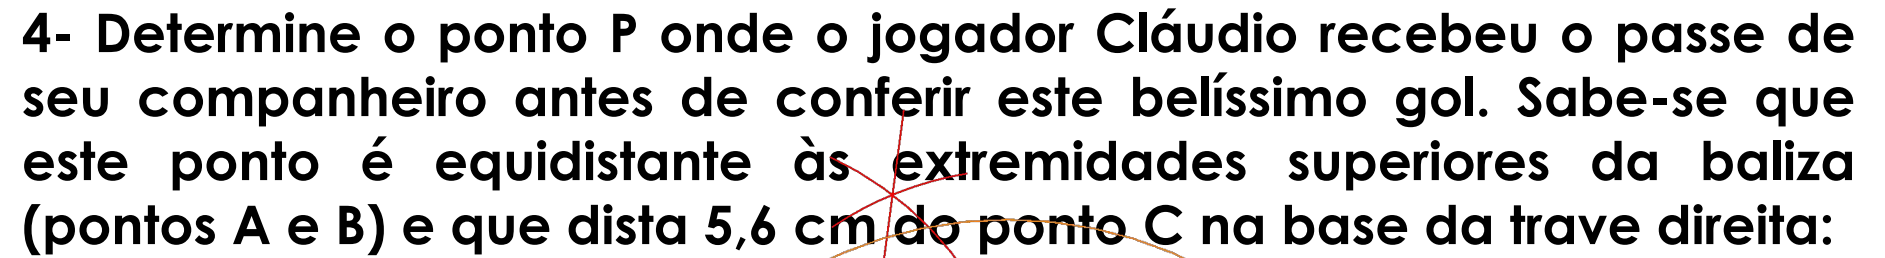 4- Determine o ponto P onde o jogador Cláudio recebeu o passe de
seu companheiro antes de conferir este belíssimo gol. Sabe-se que
este ponto é equidistante às extremidades superiores da baliza
(pontos A e B) e que dista 5,6 cm do ponto C na base da trave direita: